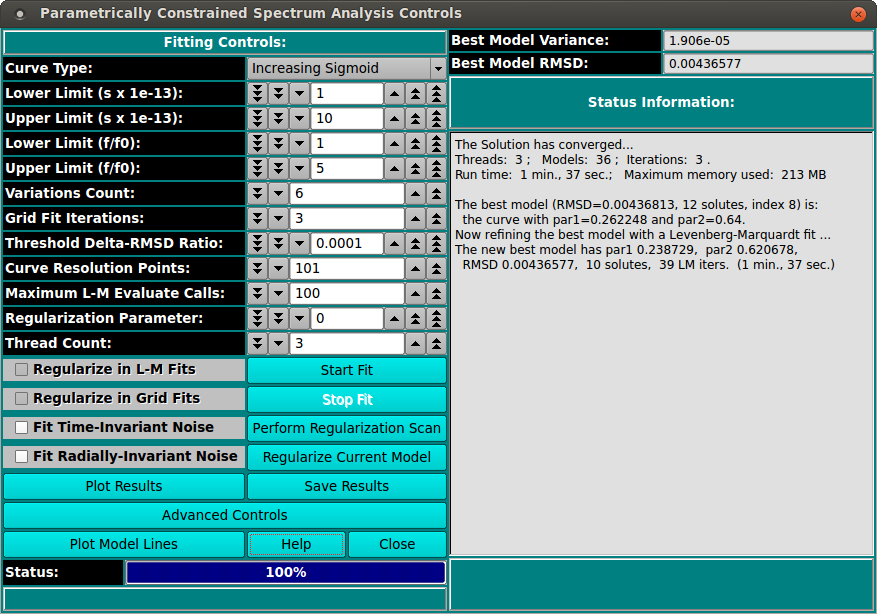 Parametrically Constrained Spectrum Analysis Controls
Fitting Controls:
Curve Type: Increasing Sigmoid
Lower Limit (s x 1e-13): 1
Upper Limit (s x 1e-13): 10
Lower Limit (f/f0): 1
Upper Limit (f/f0): 5
Variations Count: 6
Grid Fit Iterations: 3
Threshold Delta-RMSD Ratio: 0.0001
Curve Resolution Points: 101
Maximum L-M Evaluate Calls: 100
Regularization Parameter: 0
Thread Count: 3
Regularize in L-M Fits Start Fit
Regularize in Grid Fits Stop Fit
Fit Time-Invariant Noise Perform Regularization Scan
Fit Radially-Invariant Noise Regularize Current Model
Plot Results Save Results
Advanced Controls
Plot Model Lines Help Close
Status: 100%
Best Model Variance: 1.906e-05
Best Model RMSD: 0.00436577
Status Information:
The Solution has converged...
Threads: 3 ; Models: 36 ; Iterations: 3 .
Run time: 1 min., 37 sec.; Maximum memory used: 213 MB
The best model (RMSD=0.00436813, 12 solutes, index 8) is:
the curve with par1=0.262248 and par2=0.64.
Now refining the best model with a Levenberg-Marquardt fit ...
The new best model has par1 0.238729, par2 0.620678,
RMSD 0.00436577, 10 solutes, 39 LM iters. (1 min., 37 sec.)